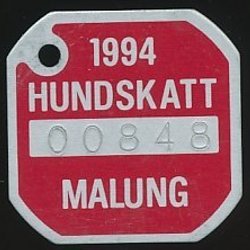 1994
HUNDSKATT
00848
MALUNG